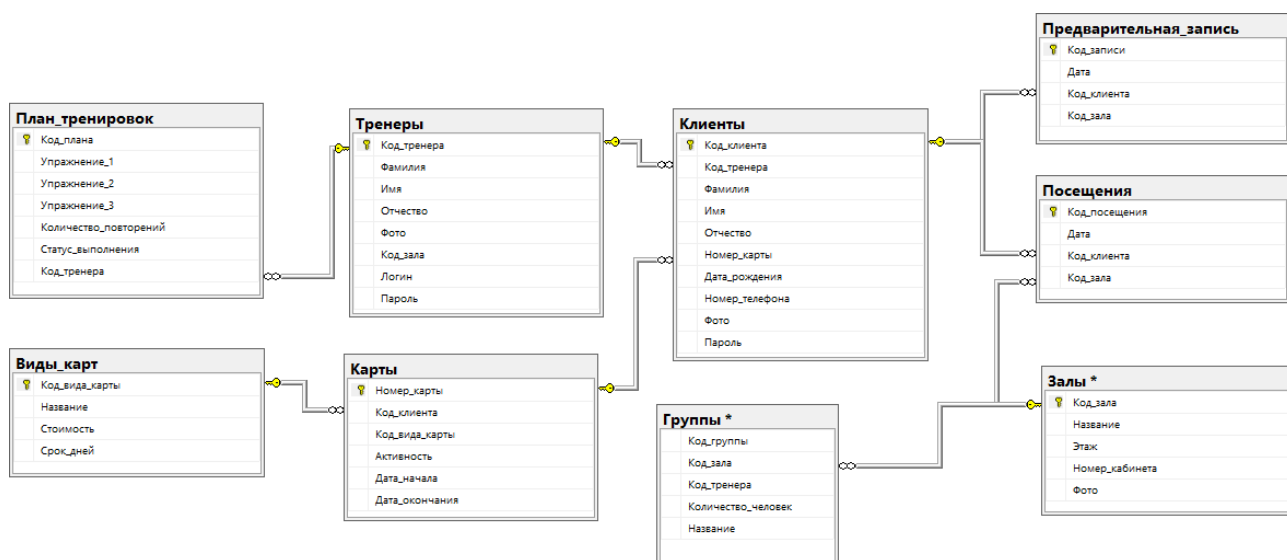 План_тренировок
Код_плана
Упражнение_1
Упражнение_2
Упражнение_3
Количество_повторений
Статус_выполнения
Код_тренера
Тренеры
Код_тренера
Фамилия
Имя
Отчество
Фото
Код_зала
Логин
Пароль
Клиенты
Код_клиента
Код_тренера
Фамилия
Имя
Отчество
Номер_карты
Дата_рождения
Номер_телефона
Фото
Пароль
Предварительная_запись
Код_записи
Дата
Код_клиента
Код_зала
Посещения
Код_посещения
Дата
Код_клиента
Код_зала
Виды_карт
Код_вида_карты
Название
Стоимость
Срок_дней
Карты
Номер_карты
Код_клиента
Код_вида_карты
Активность
Дата_начала
Дата_окончания
Группы *
Код_группы
Код_зала
Код_тренера
Количество_человек
Название
Залы *
Код_зала
Название
Этаж
Номер_кабинета
Фото